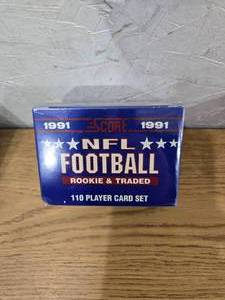 1991 SCORE 1991
NFL
FOOTBALL
ROOKIE & TRADED
110 PLAYER CARD SET